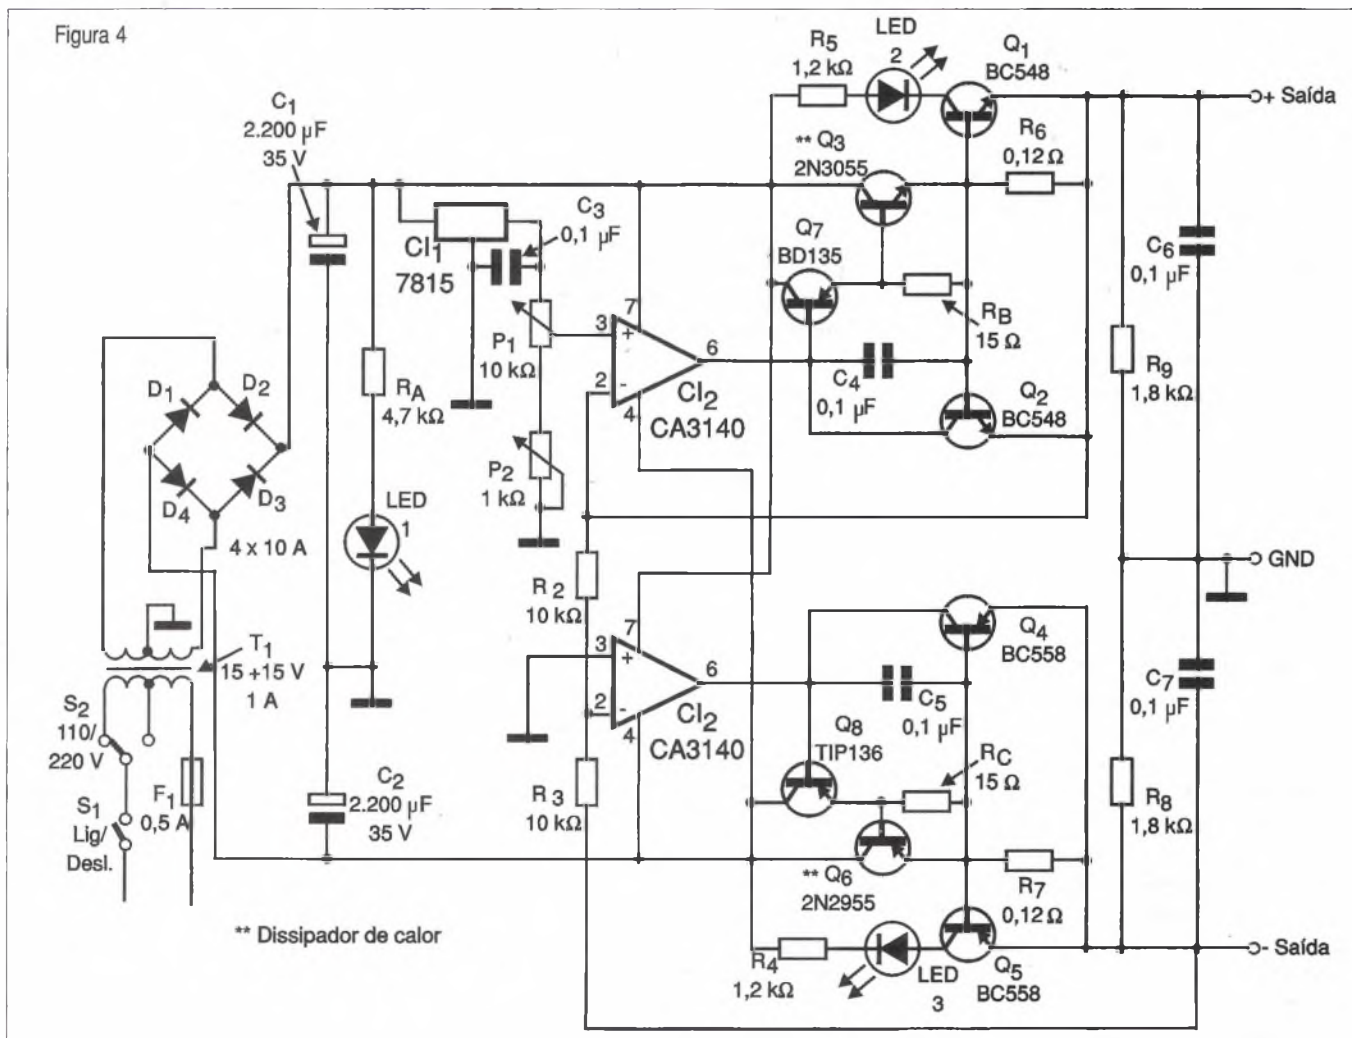 Figura 4
C1
2.200 µF
35 V
CI1
7815
C3
0,1 µF
R5
1,2 kΩ
LED
2
Q1
BC548
+ Saída
** Q3
2N3055
R6
0,12 Ω
Q7
BD135
RB
15 Ω
C6
0,1 µF
D1
D2
D4
D3
4 x 10 A
RA
4,7 kΩ
LED
1
P1
10 kΩ
P2
1 kΩ
3
+
2
-
7
4
6
CI2
CA3140
C4
0,1 µF
Q2
BC548
R9
1,8 kΩ
GND
T1
15 +15 V
1 A
S2
110/
220 V
S1
Lig/
Desl.
F1
0,5 A
C2
2.200 µF
35 V
R2
10 kΩ
R3
10 kΩ
3
+
2
-
7
4
6
CI2
CA3140
Q4
BC558
C5
0,1 µF
Q8
TIP136
RC
15 Ω
C7
0,1 µF
R8
1,8 kΩ
** Q6
2N2955
R7
0,12 Ω
R4
1,2 kΩ
LED
3
Q5
BC558
- Saída
** Dissipador de calor